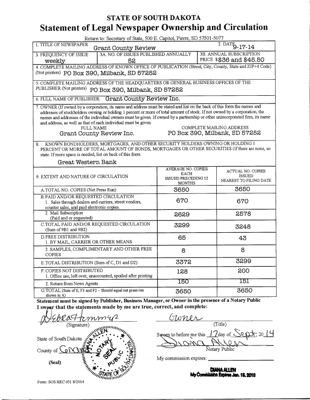 STATE OF SOUTH DAKOTA
Statement of Legal Newspaper Ownership and Circulation
Return to: Secretary of State, 500 E. Capitol, Pierre, SD 57501-5077
1. TITLE OF NEWSPAPER
Grant County Review
2. DATE
9-17-14
3. FREQUENCY OF ISSUE
weekly
3A. NO. OF ISSUES PUBLISHED ANNUALLY
52
3B. ANNUAL SUBSCRIPTION
PRICE $36 and $45.50
4. COMPLETE MAILING ADDRESS OF KNOWN OFFICE OF PUBLICATION (Street, City, County, State and ZIP+4 Code)
(Not printers) PO Box 390, Milbank, SD 57252
5. COMPLETE MAILING ADDRESS OF THE HEADQUARTERS OR GENERAL BUSINESS OFFICES OF THE
PUBLISHER (Not printer) PO Box 390, Milbank, SD 57252
6. FULL NAME OF PUBLISHER Grant County Review Inc.
7. OWNER (If owned by a corporation, its name and address must be stated and list on the back of this form the names and
addresses of stockholders owning or holding 1 percent or more of total amount of stock. If not owned by a corporation, the
names and addresses of the individual owners must be given. If owned by a partnership or other unincorporated firm, its name
and address, as well as that of each individual must be given)
FULL NAME
COMPLETE MAILING ADDRESS
Grant County Review Inc.
PO Box 390, Milbank, SD 57252
8. KNOWN BONDHOLDERS, MORTGAGES, AND OTHER SECURITY HOLDERS OWNING OR HOLDING 1
PERCENT OR MORE OF TOTAL AMOUNT OF BONDS, MORTGAGES OR OTHER SECURITIES (If there are none, so
state. If more space is needed, list on back of this form).
Great Western Bank
9. EXTENT AND NATURE OF CIRCULATION
AVERAGE NO. COPIES
EACH
ISSUED PRECEDING 12
MONTHS
ACTUAL NO. COPIES
ISSUED
NEAREST TO FILING DATE
A. TOTAL NO. COPIES (Net Press Run)
3650
3650
B. PAID AND/OR REQUESTED CIRCULATION
1. Sales through dealers and carriers, street vendors,
counter sales, and paid electronic copies.
670
670
2. Mail Subscription
(Paid and or requested)
2629
2578
C. TOTAL PAID AND/OR REQUESTED CIRCULATION
(Sum of 9B1 and 9B2)
3299
3248
D. FREE DISTRIBUTION
1. BY MAIL, CARRIER OR OTHER MEANS
65
43
2. SAMPLES, COMPLIMENTARY AND OTHER FREE
COPIES
8
8
E. TOTAL DISTRIBUTION (Sum of C, D1 and D2)
3372
3299
F. COPIES NOT DISTRIBUTED
1. Office use, left over, unaccounted, spoiled after printing
128
200
2. Return from News Agents
150
151
G. TOTAL (Sum of E, F1 and F2 - Should equal net press run
shown in A)
3650
3650
Statement must be signed by Publisher, Business Manager, or Owner in the presence of a Notary Public
I swear that the statements made by me are true, correct, and complete:
Owner
(Signature)
(Title)
State of South Dakota
County of
(Seal)
Sworn to before me this 17 day of Sept. 20 14
Diana Allen
Notary Public
My commission expires:
DIANA ALLEN
NOTARY
PUBLIC
SEAL
DIANA ALLEN
My Commission Expires Jan. 18, 2018